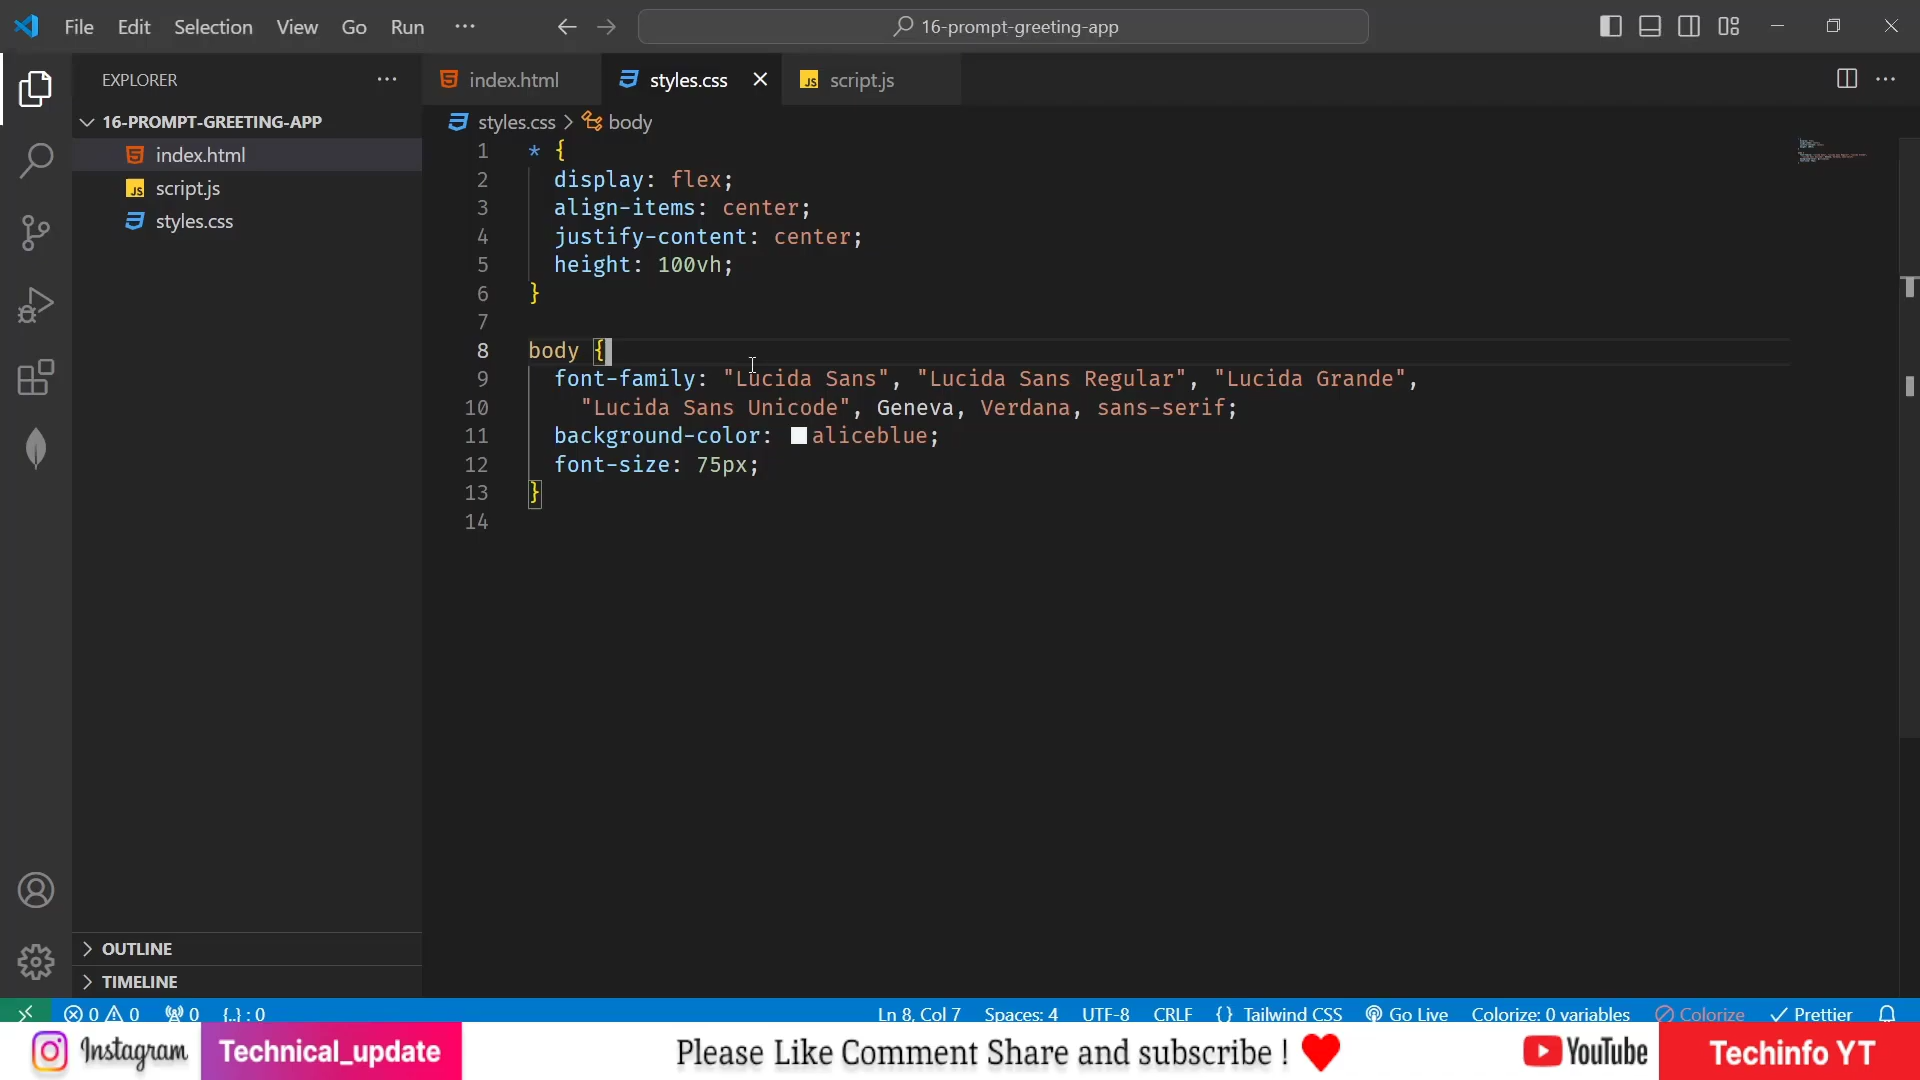 File Edit Selection View Go Run ··· 16-prompt-greeting-app
EXPLORER ···
16-PROMPT-GREETING-APP
index.html
script.js
styles.css
OUTLINE
TIMELINE
index.html styles.css script.js
styles.css > body
1 * {
2 display: flex;
3 align-items: center;
4 justify-content: center;
5 height: 100vh;
6 }
7
8 body {
9 font-family: "Lucida Sans", "Lucida Sans Regular", "Lucida Grande",
10 "Lucida Sans Unicode", Geneva, Verdana, sans-serif;
11 background-color: aliceblue;
12 font-size: 75px;
13 }
14
0 0 0 {..} : 0 Ln 8, Col 7 Spaces: 4 UTF-8 CRLF { } Tailwind CSS Go Live Colorize: 0 variables Colorize Prettier
Instagram Technical_update Please Like Comment Share and subscribe ! YouTube Techinfo YT